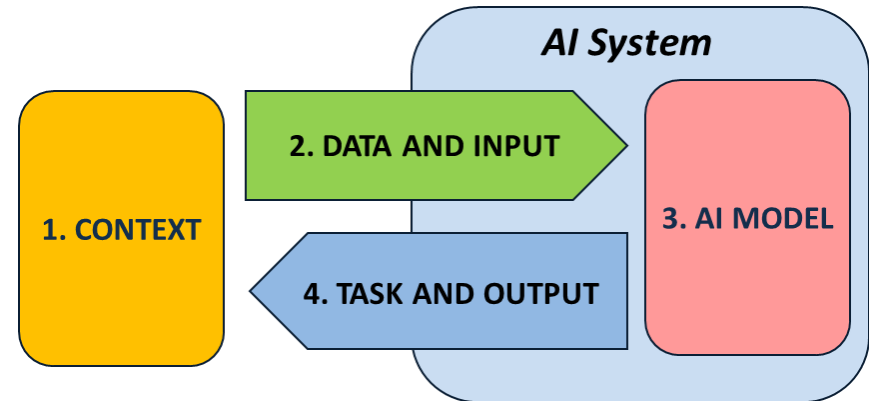 AI System
1. CONTEXT
2. DATA AND INPUT
3. AI MODEL
4. TASK AND OUTPUT